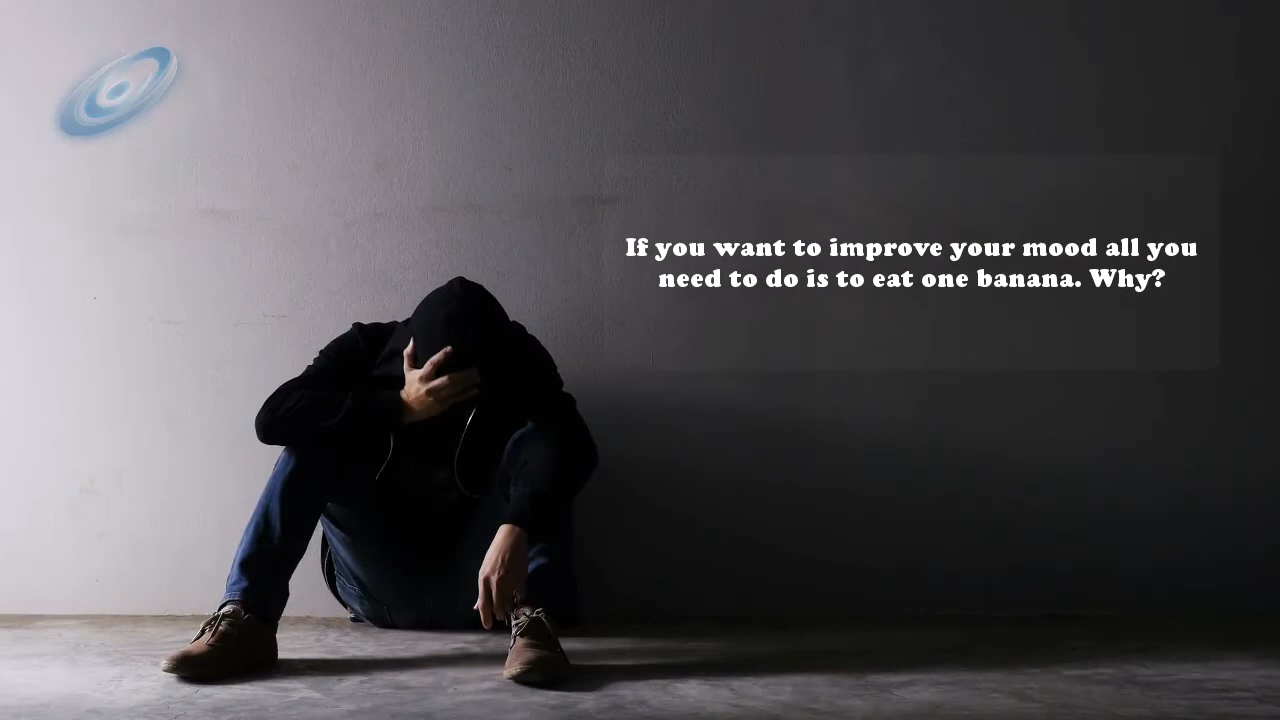 If you want to improve your mood all you
need to do is to eat one banana. Why?